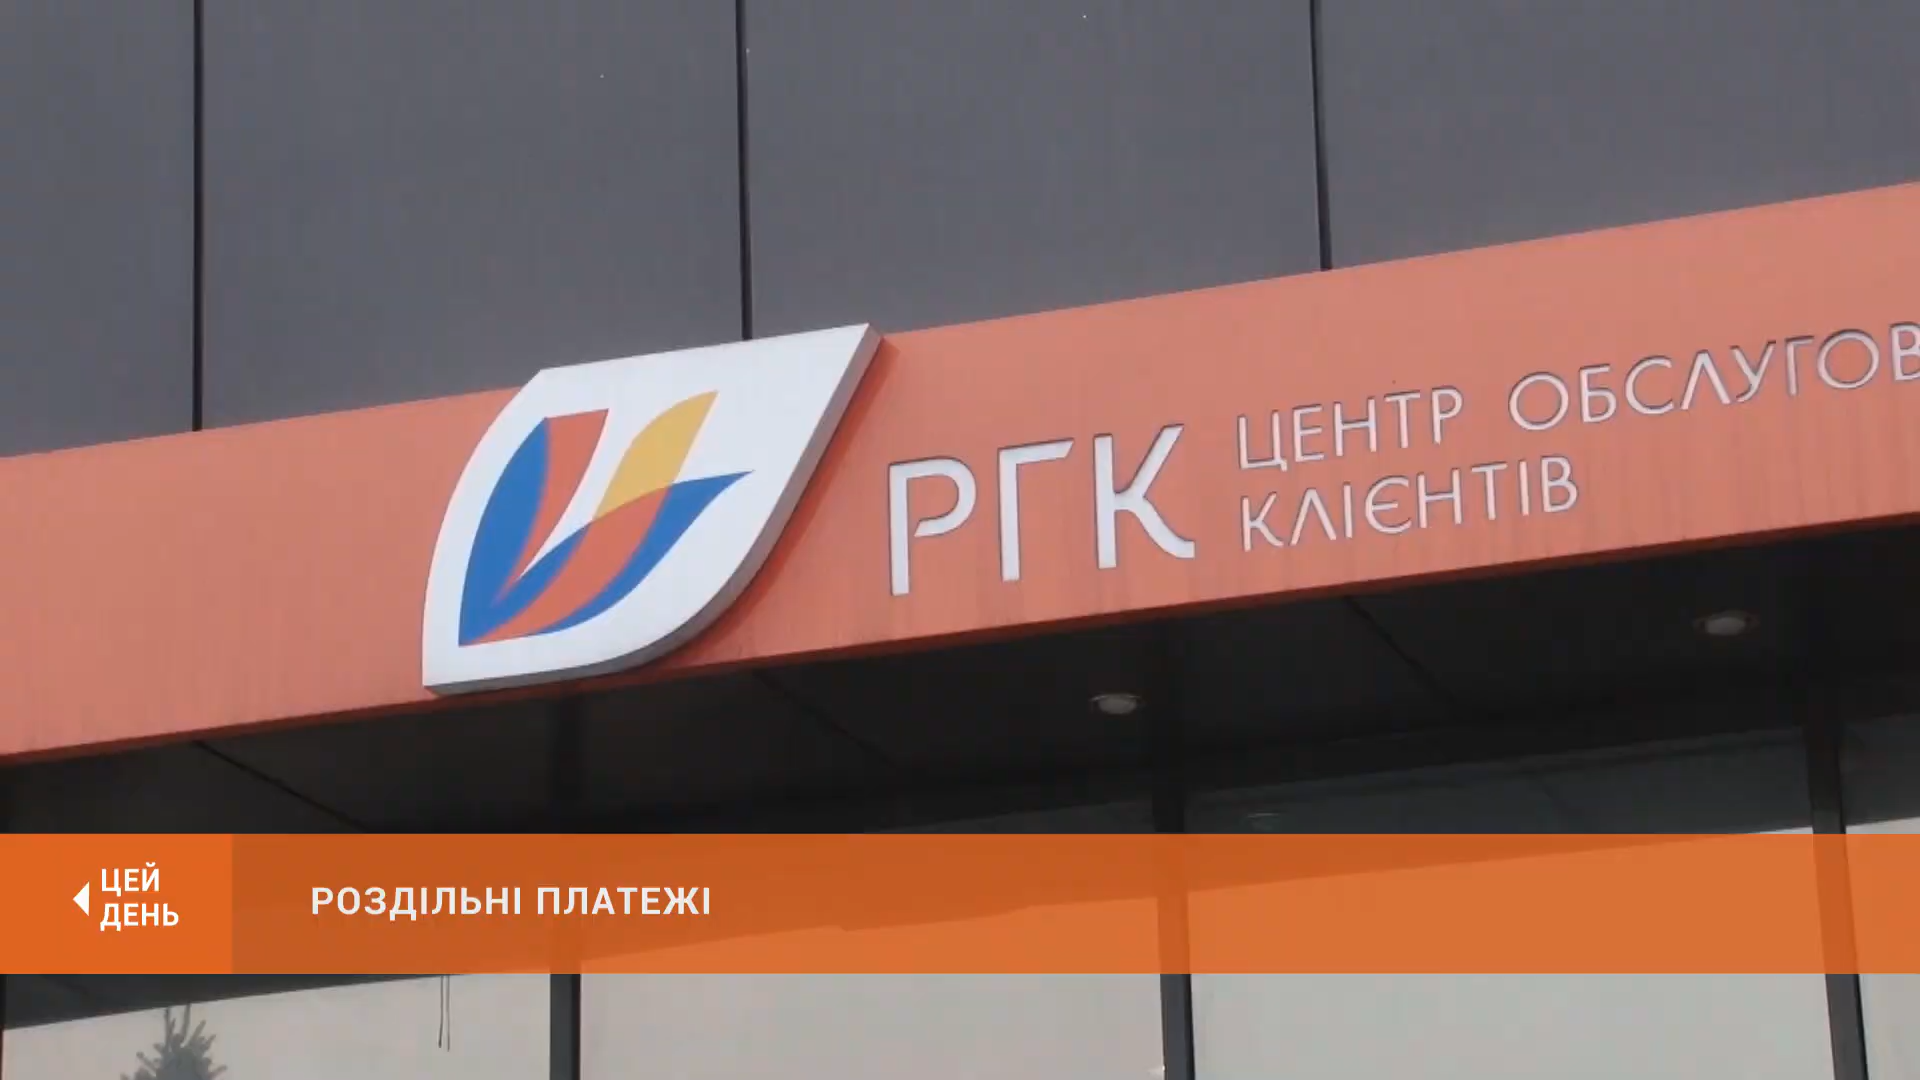 РГК
ЦЕНТР ОБСЛУГОВ
КЛІЄНТІВ
ЦЕЙ
ДЕНЬ
РОЗДІЛЬНІ ПЛАТЕЖІ